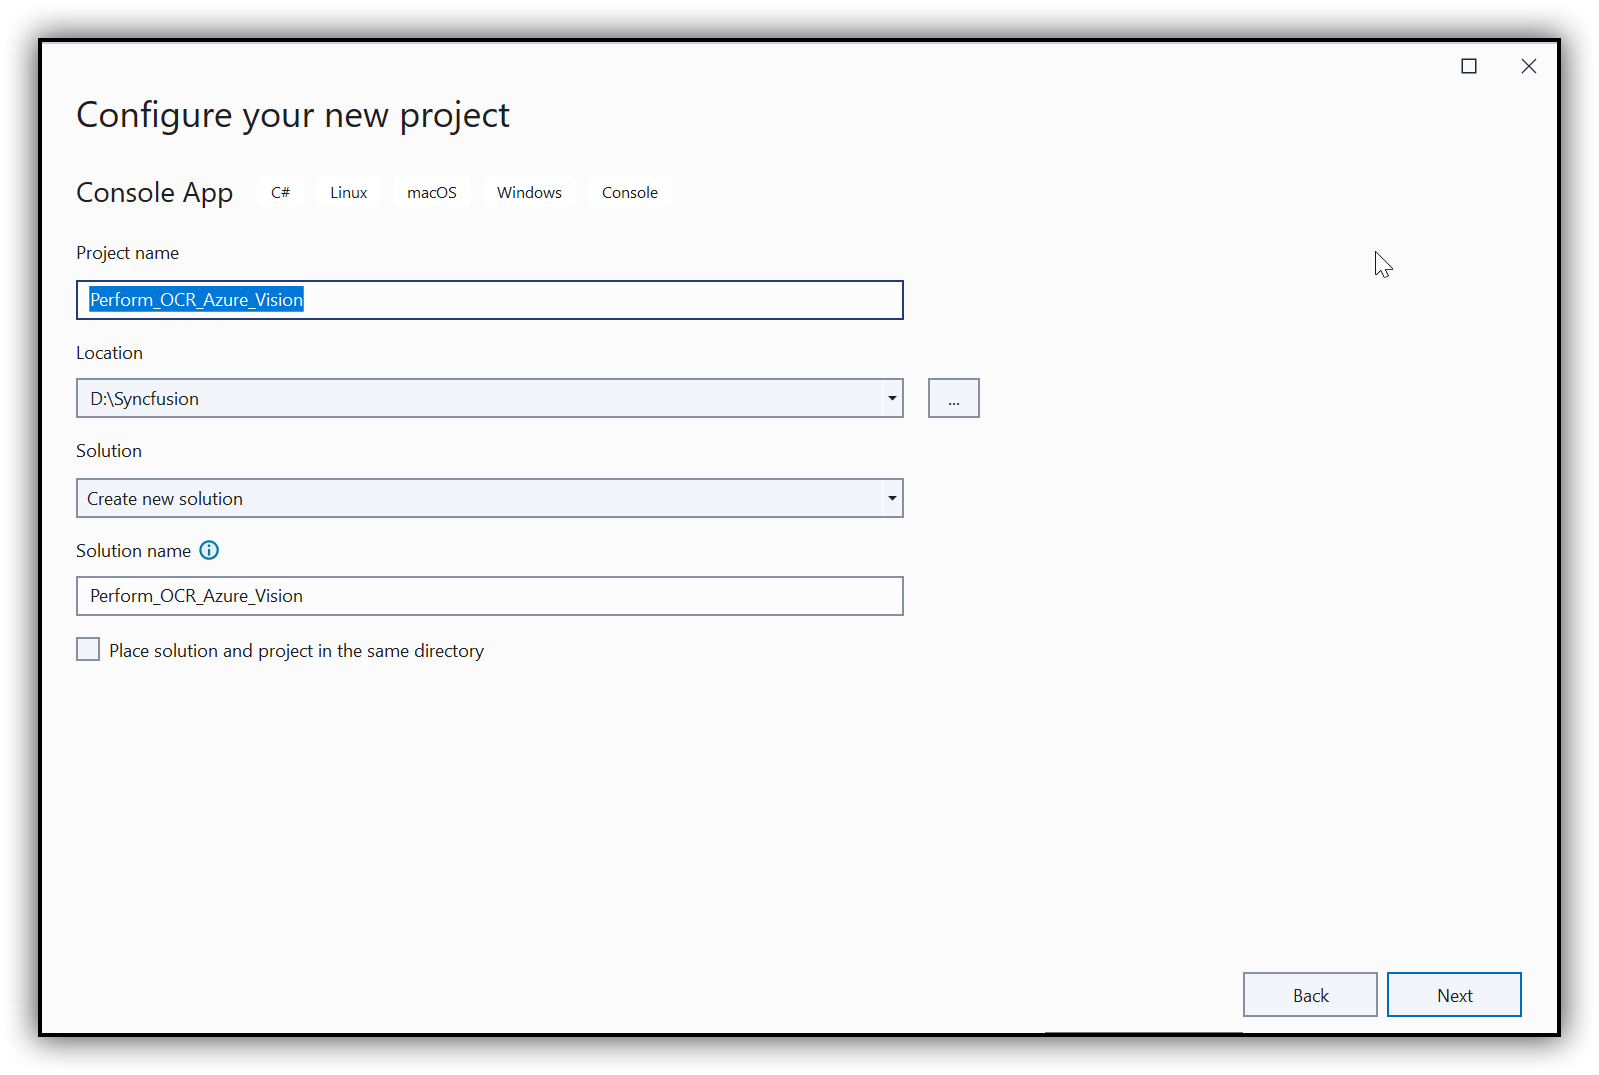 Configure your new project
Console App C# Linux macOS Windows Console
Project name
Perform_OCR_Azure_Vision
Location
D:\Syncfusion
...
Solution
Create new solution
Solution name
Perform_OCR_Azure_Vision
Place solution and project in the same directory
Back Next